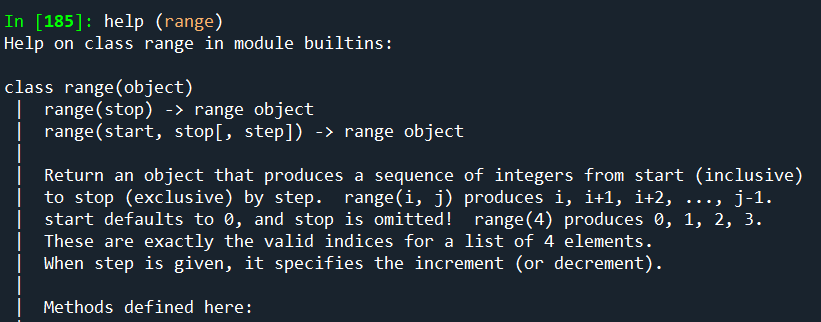 In [185]: help (range)
Help on class range in module builtins:
class range(object)
| range(stop) -> range object
| range(start, stop[, step]) -> range object
|
| Return an object that produces a sequence of integers from start (inclusive)
| to stop (exclusive) by step.  range(i, j) produces i, i+1, i+2, ..., j-1.
| start defaults to 0, and stop is omitted!  range(4) produces 0, 1, 2, 3.
| These are exactly the valid indices for a list of 4 elements.
| When step is given, it specifies the increment (or decrement).
|
| Methods defined here: